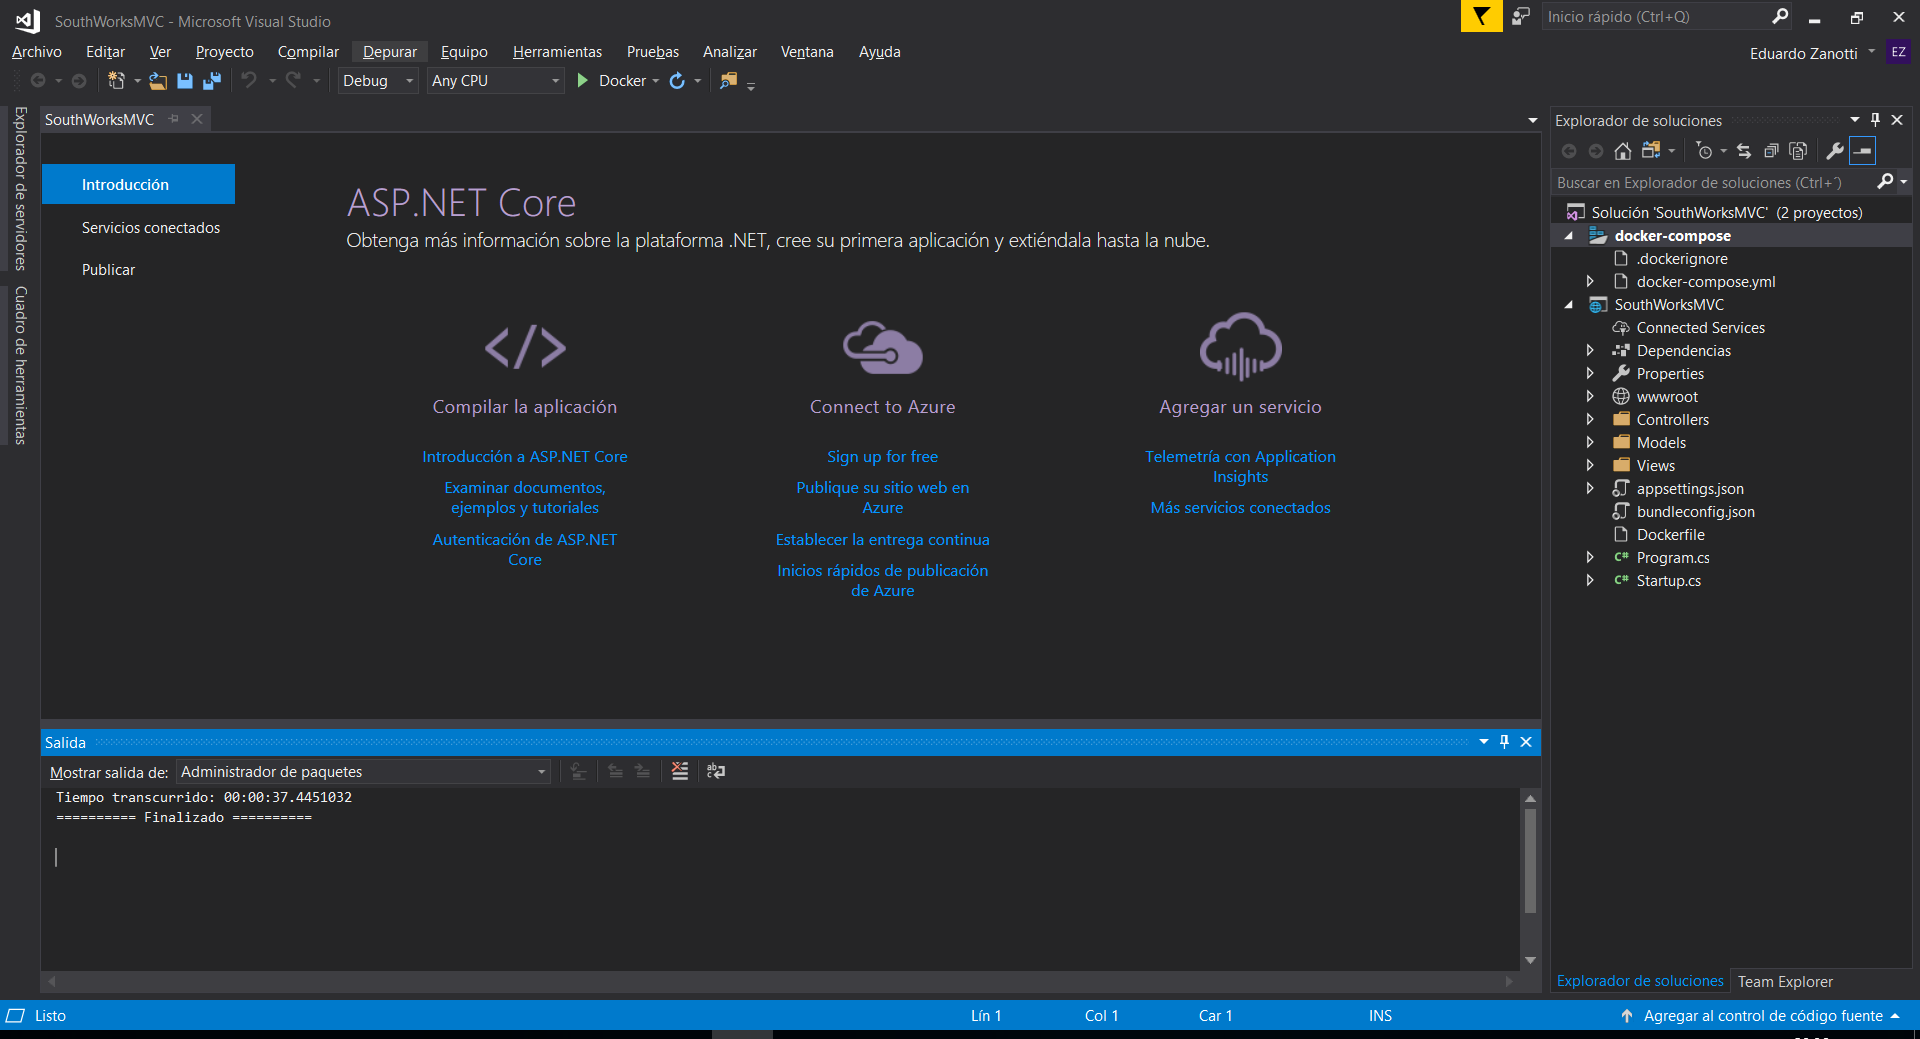 SouthWorksMVC - Microsoft Visual Studio
Inicio rápido (Ctrl+Q)
Archivo Editar Ver Proyecto Compilar Depurar Equipo Herramientas Pruebas Analizar Ventana Ayuda
Eduardo Zanotti EZ
Debug Any CPU Docker
Explorador de servidores
Cuadro de herramientas
SouthWorksMVC
Introducción
Servicios conectados
Publicar
ASP.NET Core
Obtenga más información sobre la plataforma .NET, cree su primera aplicación y extiéndala hasta la nube.
Compilar la aplicación
Introducción a ASP.NET Core
Examinar documentos,
ejemplos y tutoriales
Autenticación de ASP.NET
Core
Connect to Azure
Sign up for free
Publique su sitio web en
Azure
Establecer la entrega continua
Inicios rápidos de publicación
de Azure
Agregar un servicio
Telemetría con Application
Insights
Más servicios conectados
Salida
Mostrar salida de: Administrador de paquetes
Tiempo transcurrido: 00:00:37.4451032
========== Finalizado ==========
Explorador de soluciones
Buscar en Explorador de soluciones (Ctrl+´)
Solución 'SouthWorksMVC' (2 proyectos)
docker-compose
.dockerignore
docker-compose.yml
SouthWorksMVC
Connected Services
Dependencias
Properties
wwwroot
Controllers
Models
Views
appsettings.json
bundleconfig.json
Dockerfile
C# Program.cs
C# Startup.cs
Explorador de soluciones Team Explorer
Listo Lín 1 Col 1 Car 1 INS Agregar al control de código fuente